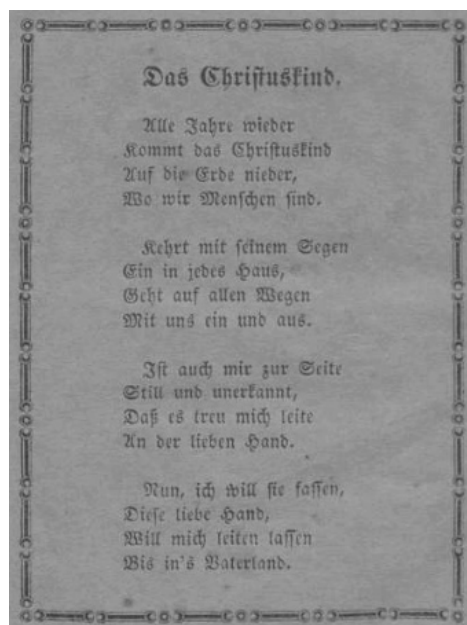 Das Christuskind.
Alle Jahre wieder
Kommt das Christuskind
Auf die Erde nieder,
Wo wir Menschen sind.
Kehrt mit seinem Segen
Ein in jedes Haus,
Geht auf allen Wegen
Mit uns ein und aus.
Ist auch mir zur Seite
Still und unerkannt,
Daß es treu mich leite
An der lieben Hand.
Nun, ich will sie fassen,
Diese liebe Hand,
Will mich leiten lassen
Bis in's Vaterland.